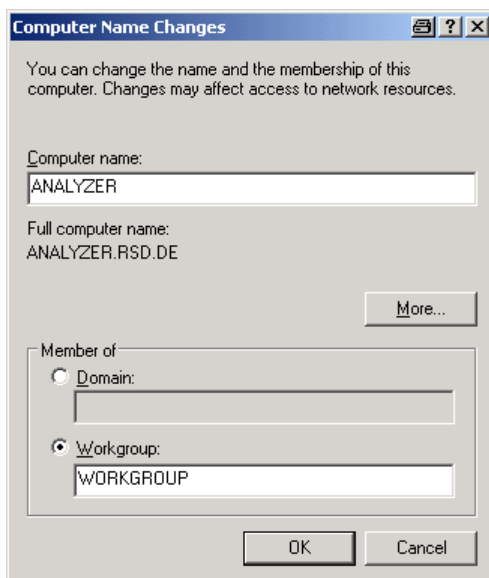 Computer Name Changes
?
You can change the name and the membership of this
computer. Changes may affect access to network resources.
Computer name:
ANALYZER
Full computer name:
ANALYZER.RSD.DE
More...
Member of
Domain:
Workgroup:
WORKGROUP
OK
Cancel